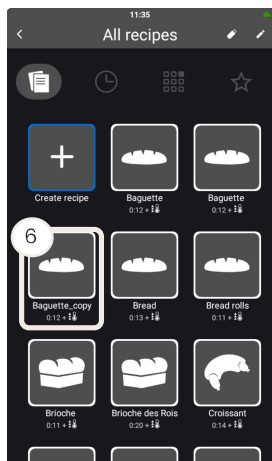 11:35
All recipes
Create recipe
Baguette
0:12 +
Baguette
0:12 +
6
Baguette_copy
0:12 +
Bread
0:13 +
Bread rolls
0:11 +
Brioche
0:11 +
Brioche des Rois
0:20 +
Croissant
0:14 +